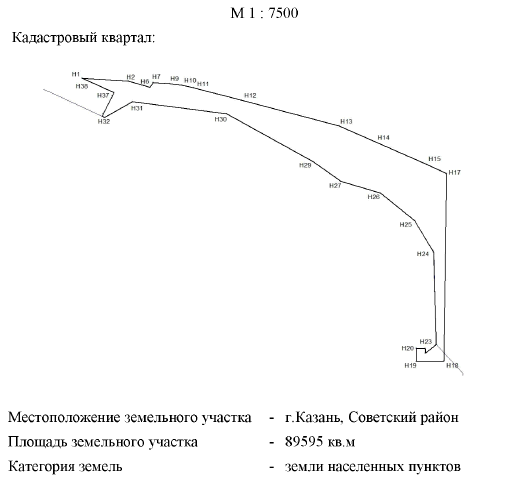 М 1 : 7500
Кадастровый квартал:
Н1
Н2
Н7
Н38
Н6
Н9
Н10
Н11
Н37
Н12
Н31
Н32
Н30
Н13
Н14
Н15
Н29
Н17
Н27
Н26
Н25
Н24
Н23
Н20
Н19
Н18
Местоположение земельного участка - г.Казань, Советский район
Площадь земельного участка - 89595 кв.м
Категория земель - земли населенных пунктов